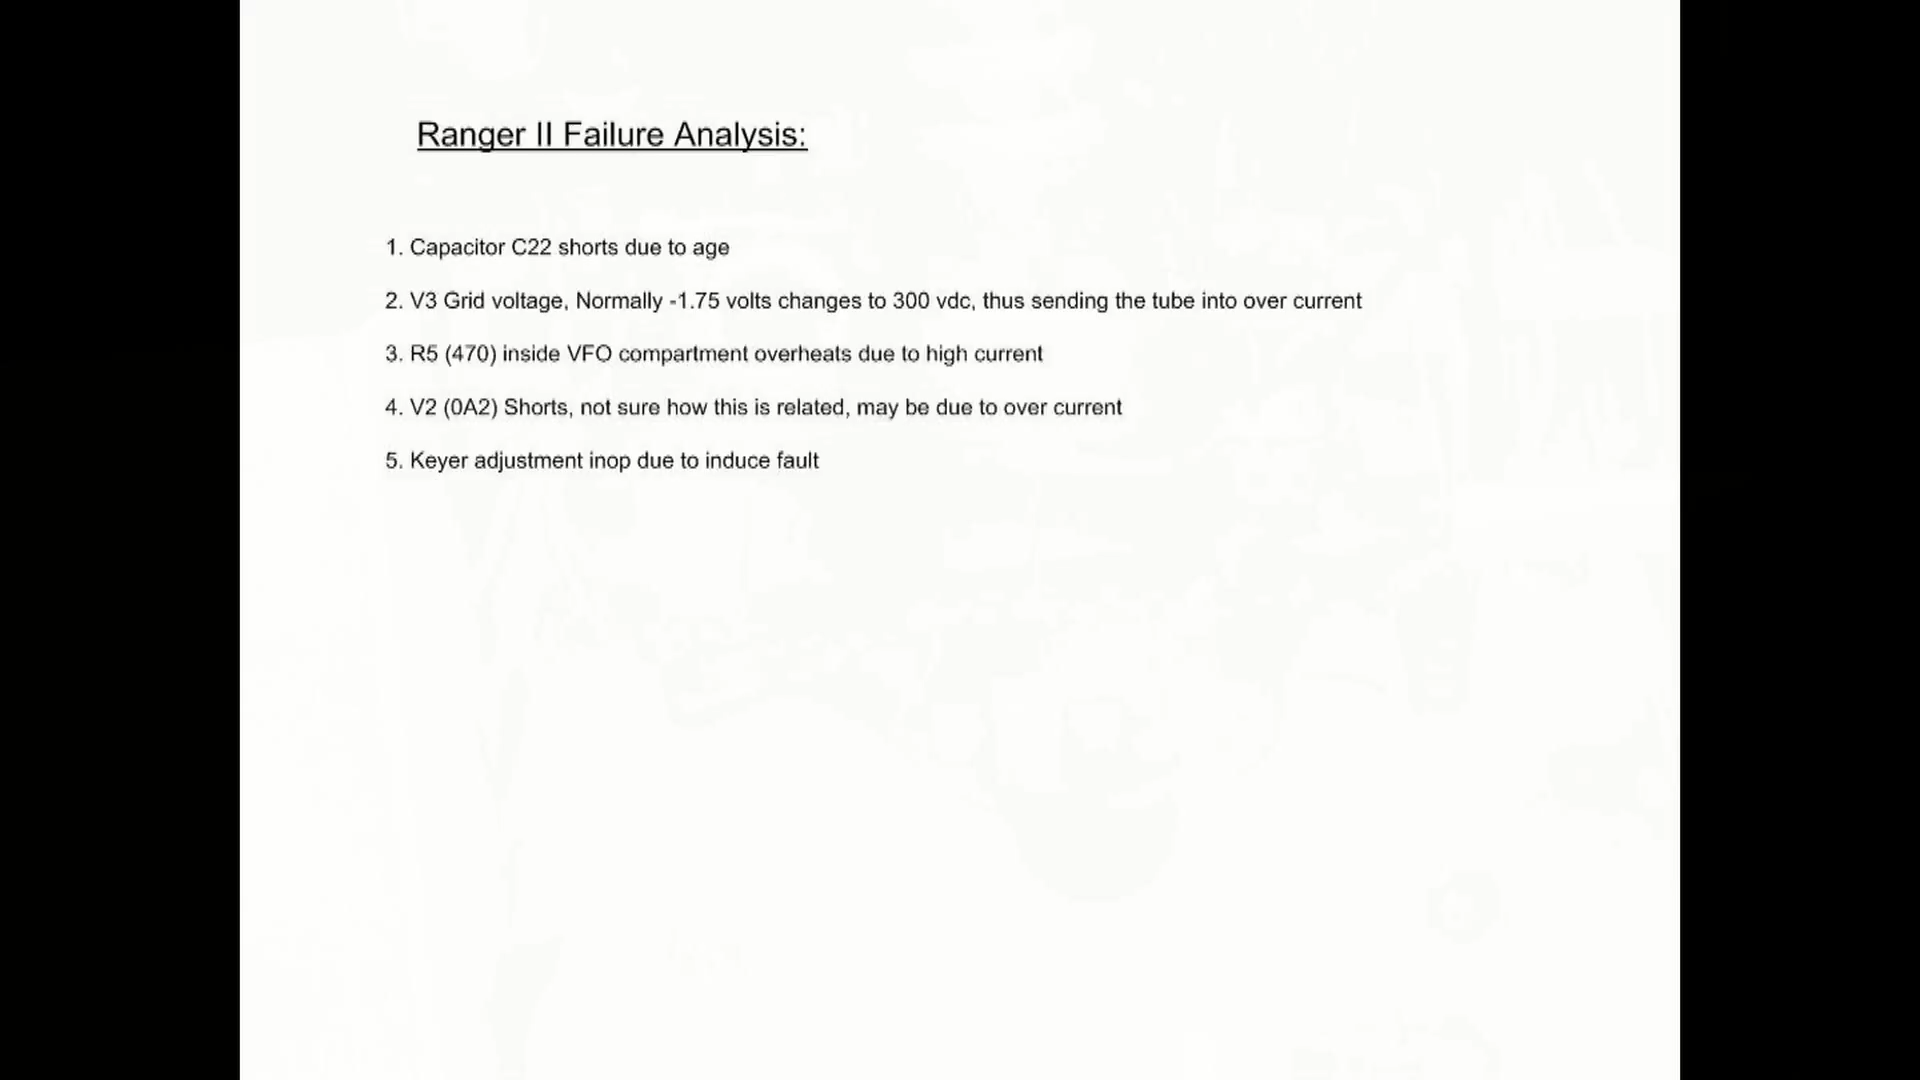 Ranger II Failure Analysis:
1. Capacitor C22 shorts due to age
2. V3 Grid voltage, Normally -1.75 volts changes to 300 vdc, thus sending the tube into over current
3. R5 (470) inside VFO compartment overheats due to high current
4. V2 (0A2) Shorts, not sure how this is related, may be due to over current
5. Keyer adjustment inop due to induce fault